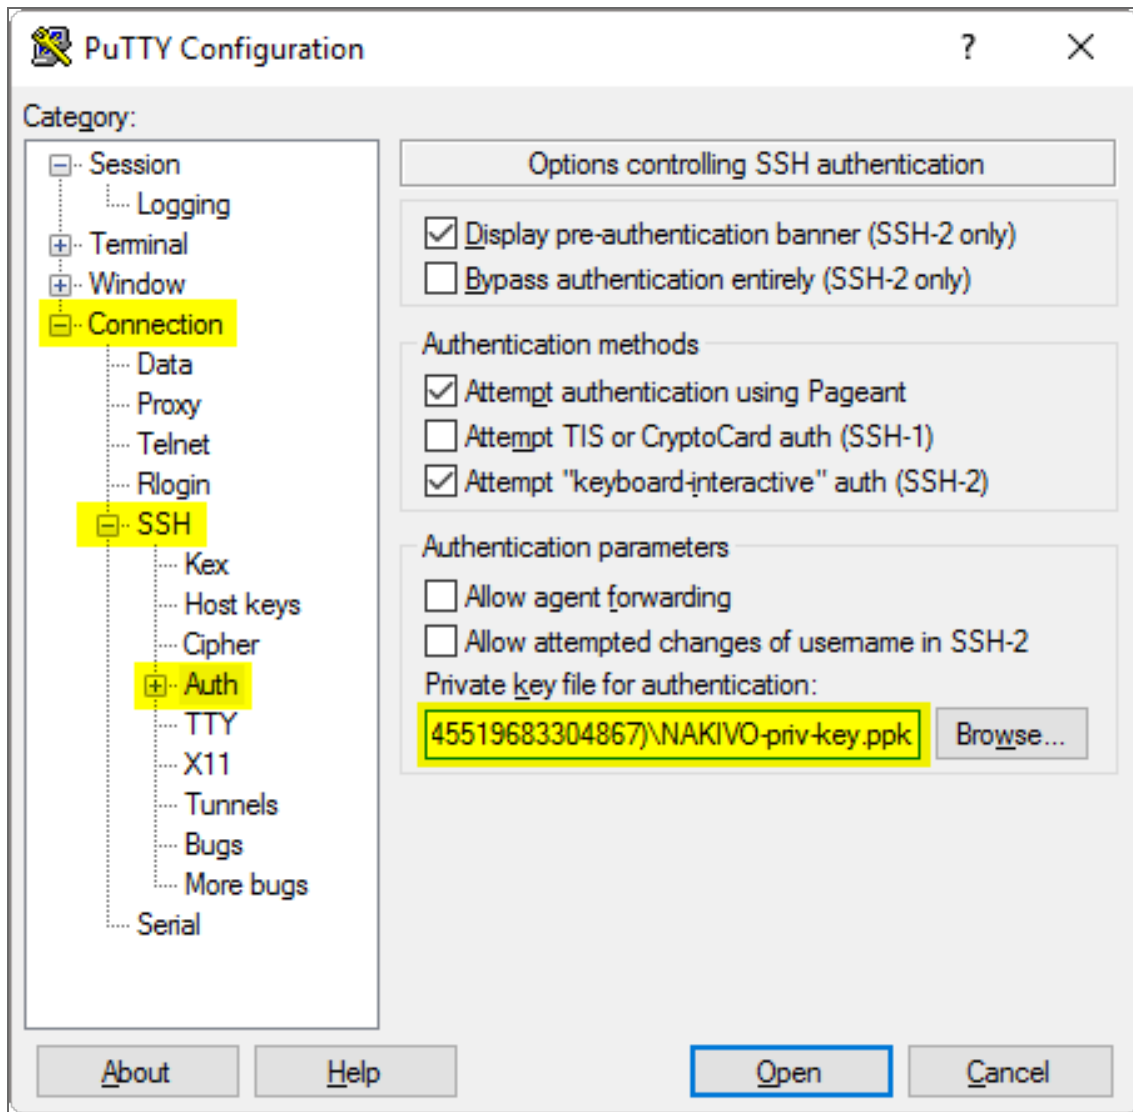 PuTTY Configuration
?
Category:
Session
Logging
Terminal
Window
Connection
Data
Proxy
Telnet
Rlogin
SSH
Kex
Host keys
Cipher
Auth
TTY
X11
Tunnels
Bugs
More bugs
Serial
Options controlling SSH authentication
Display pre-authentication banner (SSH-2 only)
Bypass authentication entirely (SSH-2 only)
Authentication methods
Attempt authentication using Pageant
Attempt TIS or CryptoCard auth (SSH-1)
Attempt "keyboard-interactive" auth (SSH-2)
Authentication parameters
Allow agent forwarding
Allow attempted changes of username in SSH-2
Private key file for authentication:
45519683304867)\NAKIVO-priv-key.ppk
Browse...
About
Help
Open
Cancel